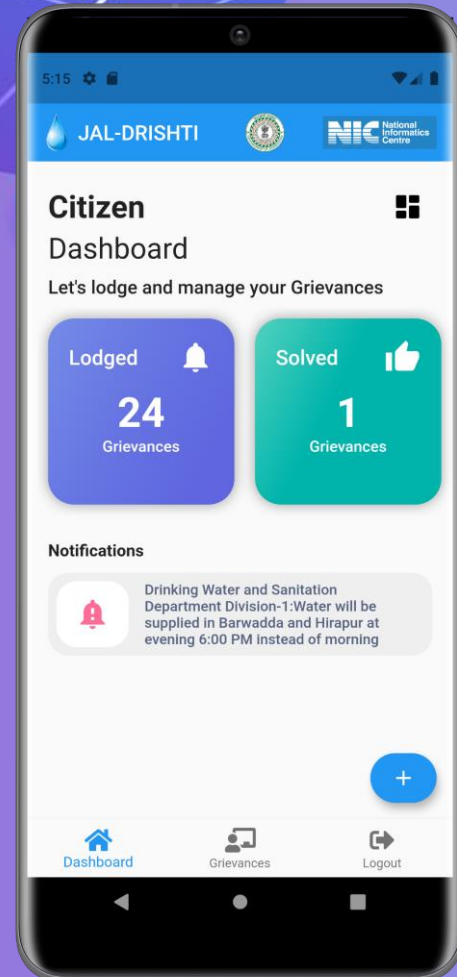 5:15
JAL-DRISHTI
NIC National
Informatics
Centre
Citizen
Dashboard
Let's lodge and manage your Grievances
Lodged
24
Grievances
Solved
1
Grievances
Notifications
Drinking Water and Sanitation
Department Division-1:Water will be
supplied in Barwadda and Hirapur at
evening 6:00 PM instead of morning
+
Dashboard
Grievances
Logout